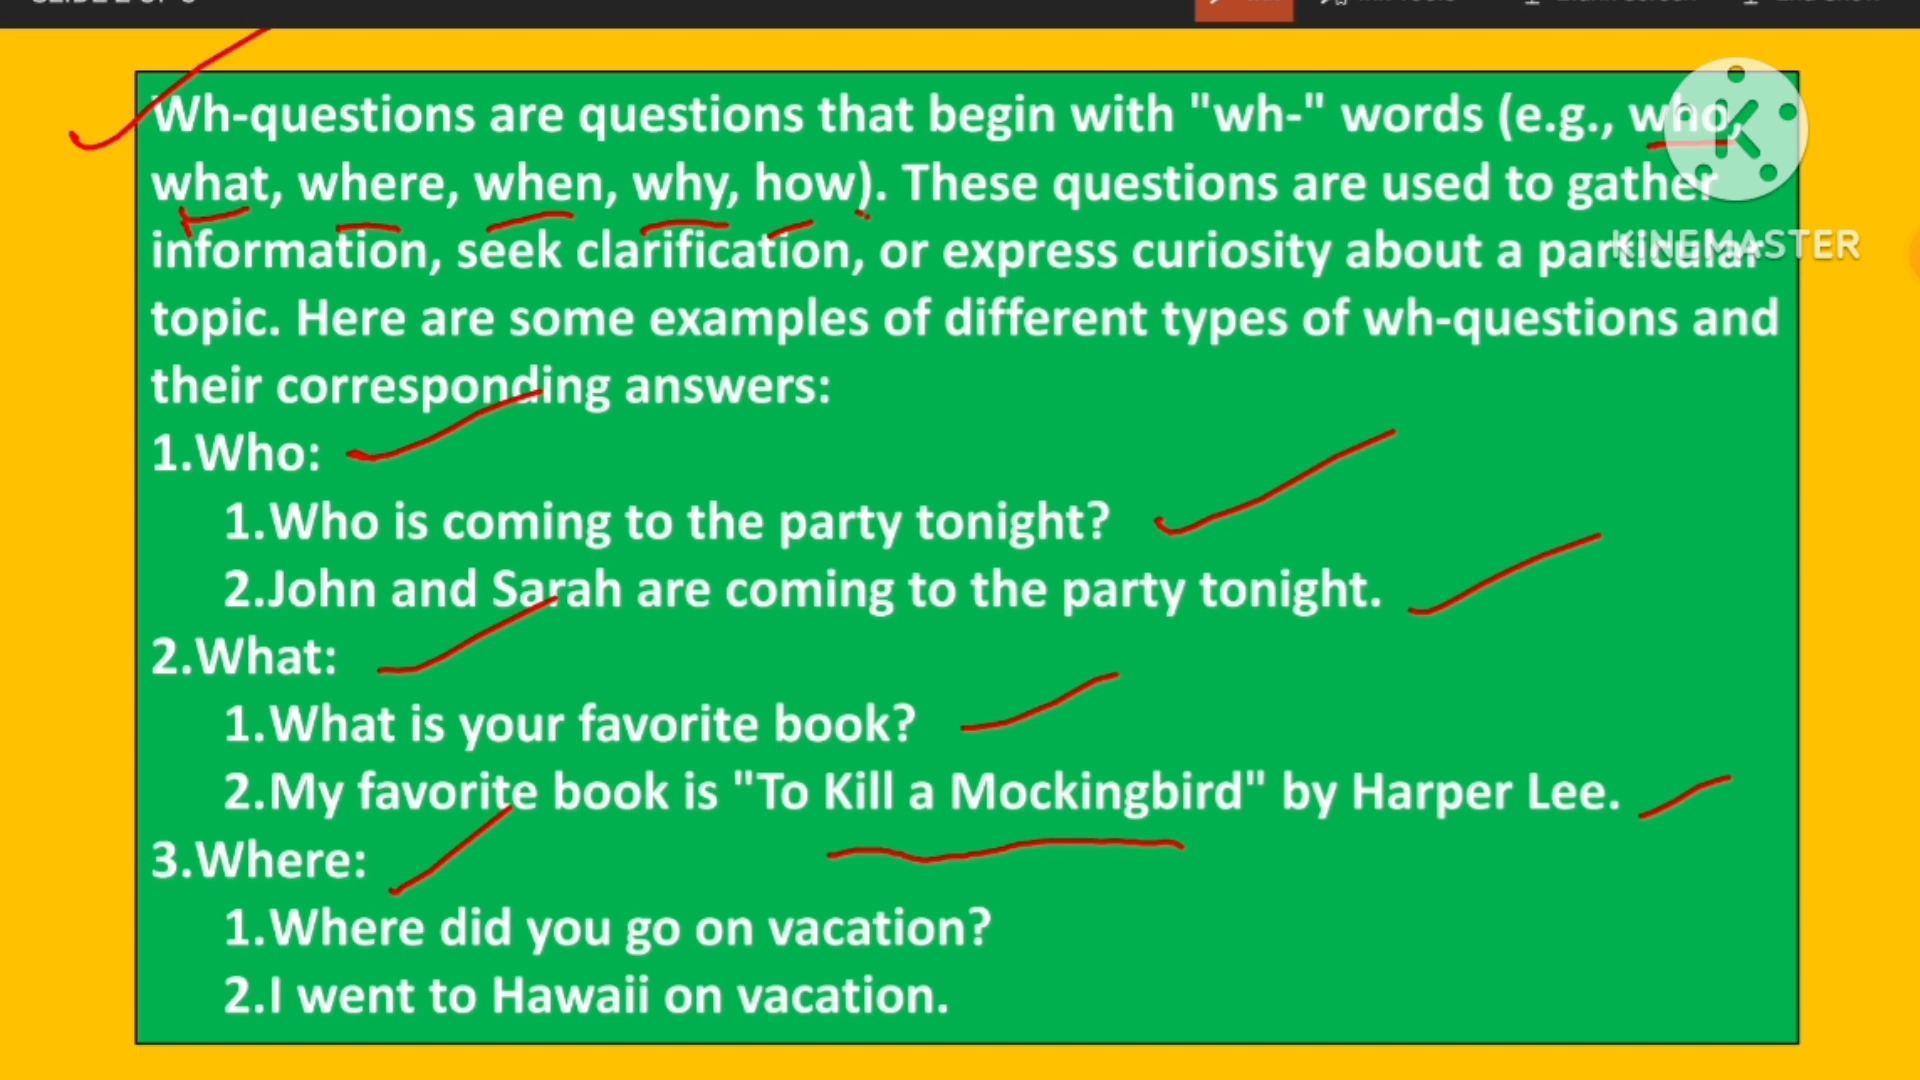 Wh-questions are questions that begin with "wh-" words (e.g., who,
what, where, when, why, how). These questions are used to gather
information, seek clarification, or express curiosity about a particular
topic. Here are some examples of different types of wh-questions and
their corresponding answers:
1.Who:
1.Who is coming to the party tonight?
2.John and Sarah are coming to the party tonight.
2.What:
1.What is your favorite book?
2.My favorite book is "To Kill a Mockingbird" by Harper Lee.
3.Where:
1.Where did you go on vacation?
2.I went to Hawaii on vacation.
K
KINEMASTER